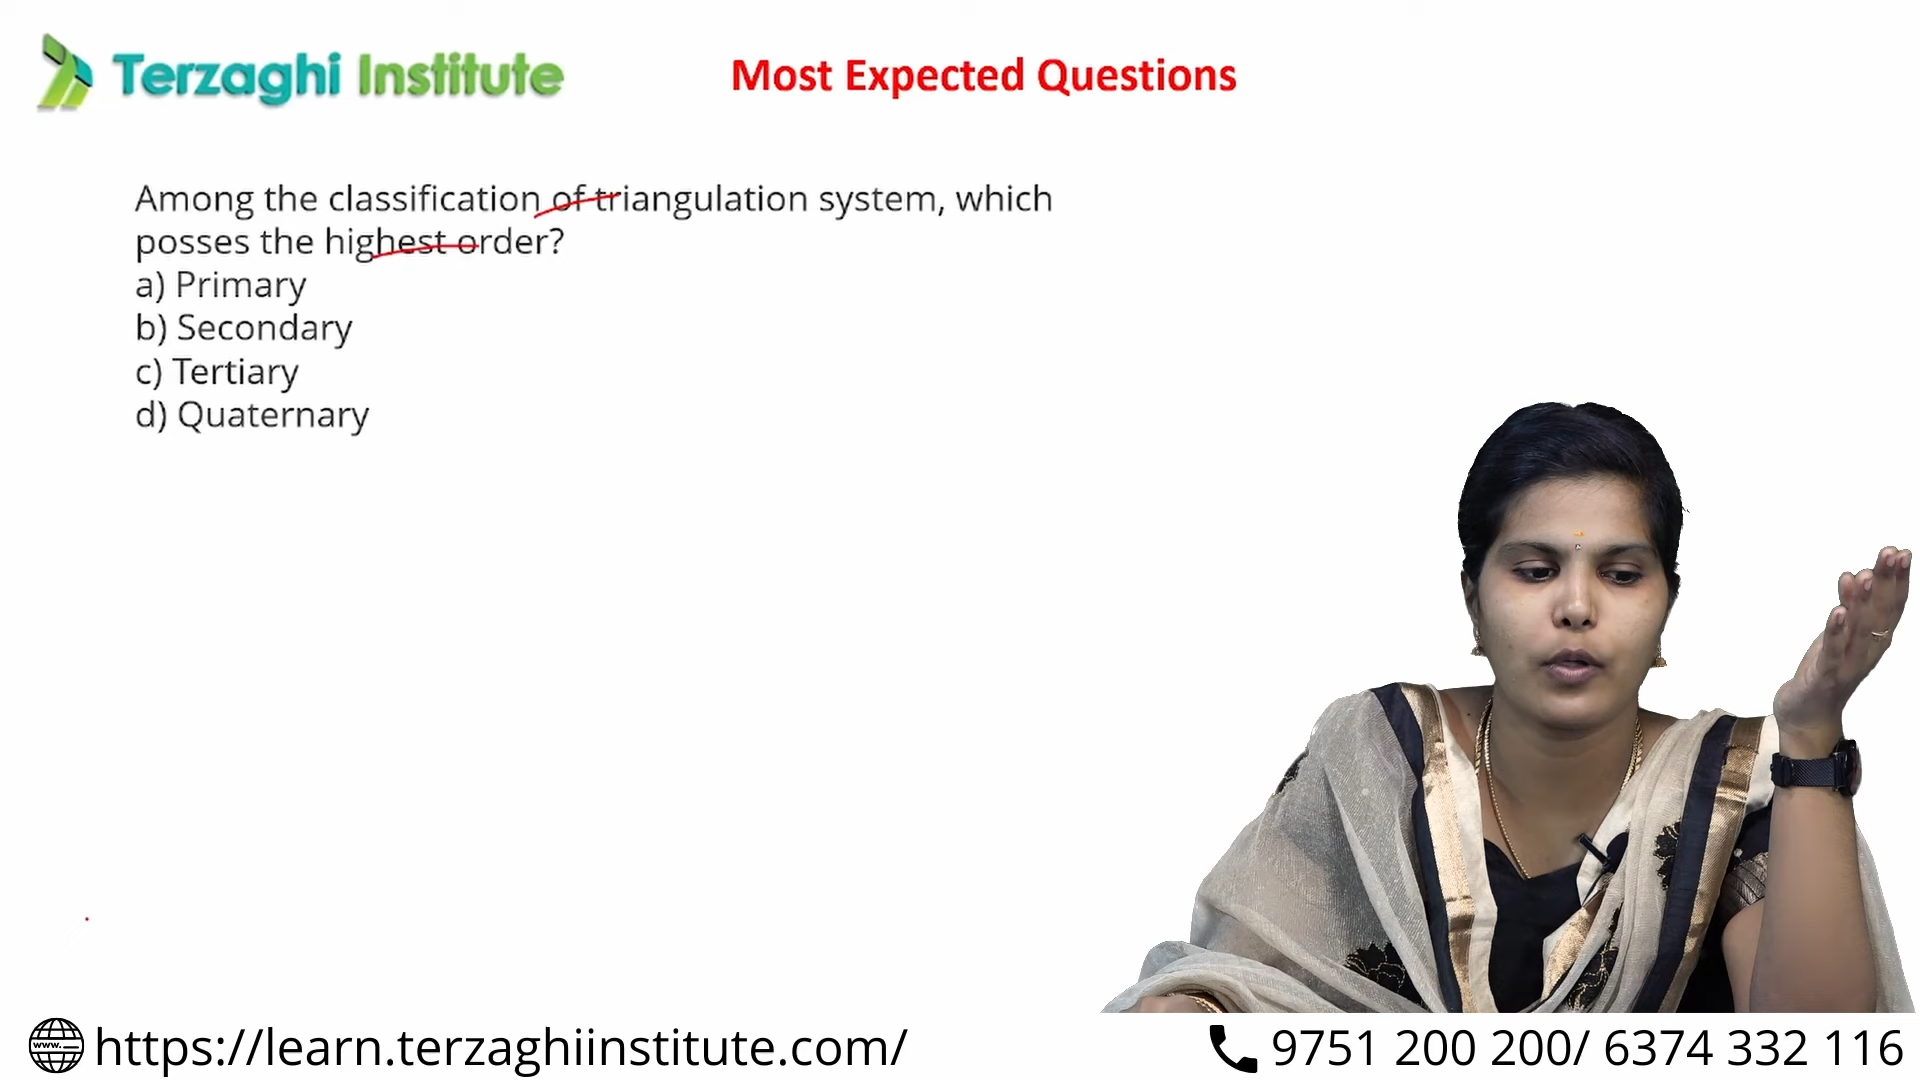 Terzaghi Institute
Most Expected Questions
Among the classification of triangulation system, which
posses the highest order?
a) Primary
b) Secondary
c) Tertiary
d) Quaternary
www.
https://learn.terzaghiinstitute.com/
9751 200 200/ 6374 332 116